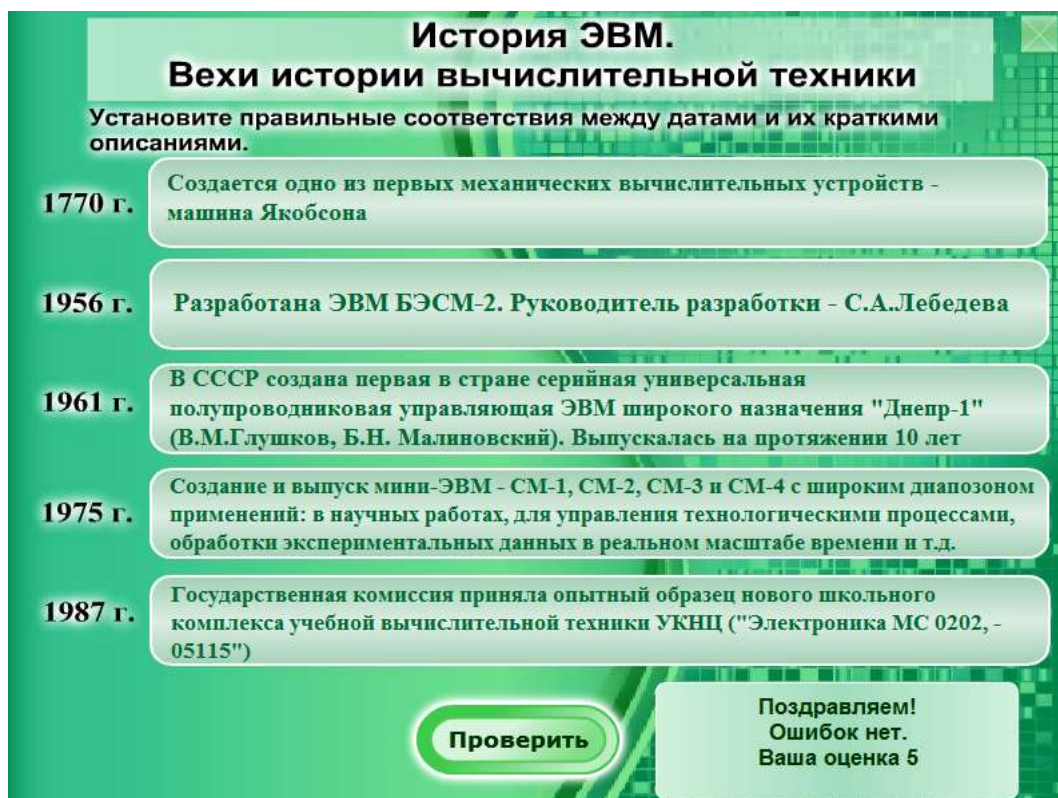 История ЭВМ.
Вехи истории вычислительной техники
Установите правильные соответствия между датами и их краткими
описаниями.
1770 г.
Создается одно из первых механических вычислительных устройств -
машина Якобсона
1956 г.
Разработана ЭВМ БЭСМ-2. Руководитель разработки - С.А.Лебедева
1961 г.
В СССР создана первая в стране серийная универсальная
полупроводниковая управляющая ЭВМ широкого назначения "Днепр-1"
(В.М.Глушков, Б.Н. Малиновский). Выпускалась на протяжении 10 лет
1975 г.
Создание и выпуск мини-ЭВМ - СМ-1, СМ-2, СМ-3 и СМ-4 с широким диапозоном
применений: в научных работах, для управления технологическими процессами,
обработки экспериментальных данных в реальном масштабе времени и т.д.
1987 г.
Государственная комиссия приняла опытный образец нового школьного
комплекса учебной вычислительной техники УКНЦ ("Электроника МС 0202, -
05115")
Проверить
Поздравляем!
Ошибок нет.
Ваша оценка 5